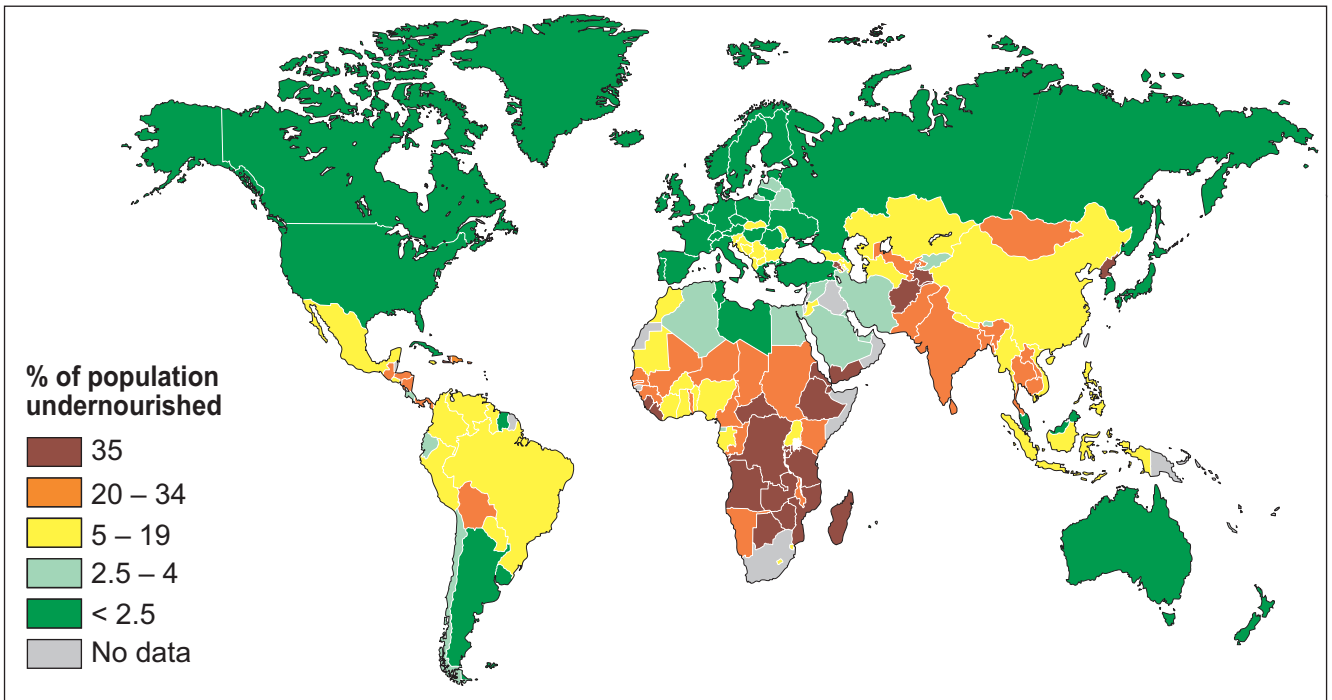 % of population
undernourished
35
20 – 34
5 – 19
2.5 – 4
< 2.5
No data